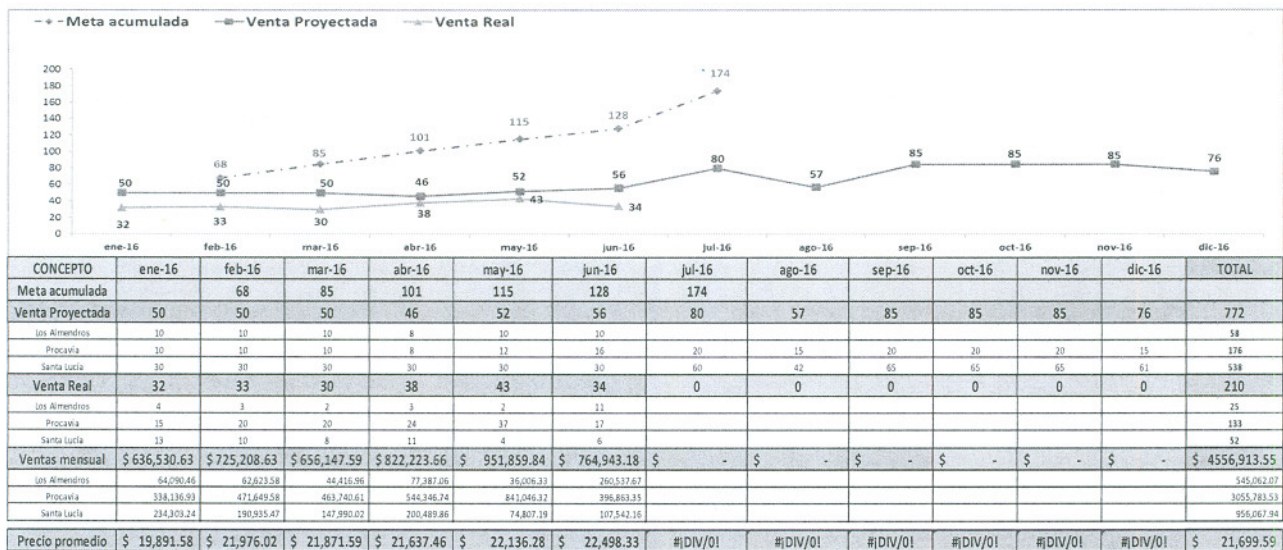 Meta acumulada Venta Proyectada Venta Real
200
180
160
140
120
100
80
60
40
20
0
174
128
115
101
85
68
50 50 50 46 52 56 80 57 85 85 85 76
32 33 30 38 43 34
ene-16 feb-16 mar-16 abr-16 may-16 jun-16 jul-16 ago-16 sep-16 oct-16 nov-16 dic-16
CONCEPTO ene-16 feb-16 mar-16 abr-16 may-16 jun-16 jul-16 ago-16 sep-16 oct-16 nov-16 dic-16 TOTAL
Meta acumulada 68 85 101 115 128 174
Venta Proyectada 50 50 50 46 52 56 80 57 85 85 85 76 772
Los Almendros 10 10 10 8 10 10 58
Procavia 10 10 10 8 12 16 20 15 20 20 20 15 176
Santa Lucía 30 30 30 30 30 30 60 42 65 65 65 61 538
Venta Real 32 33 30 38 43 34 0 0 0 0 0 0 210
Los Almendros 4 3 2 3 2 11 25
Procavia 15 20 20 24 37 17 133
Santa Lucía 13 10 8 11 4 6 52
Ventas mensual $ 636,530.63 $ 725,208.63 $ 656,147.59 $ 822,223.66 $ 951,859.84 $ 764,943.18 $ - $ - $ - $ - $ - $ - $ 4556,913.55
Los Almendros 64,090.46 62,623.58 44,416.96 77,387.06 36,006.33 260,537.67 545,062.07
Procavia 338,136.93 471,649.58 463,740.61 544,346.74 841,046.32 396,863.35 3055,783.53
Santa Lucía 234,303.24 190,935.47 147,990.02 200,489.86 74,807.19 107,542.16 956,067.94
Precio promedio $ 19,891.58 $ 21,976.02 $ 21,871.59 $ 21,637.46 $ 22,136.28 $ 22,498.33 #¡DIV/0! #¡DIV/0! #¡DIV/0! #¡DIV/0! #¡DIV/0! #¡DIV/0! $ 21,699.59